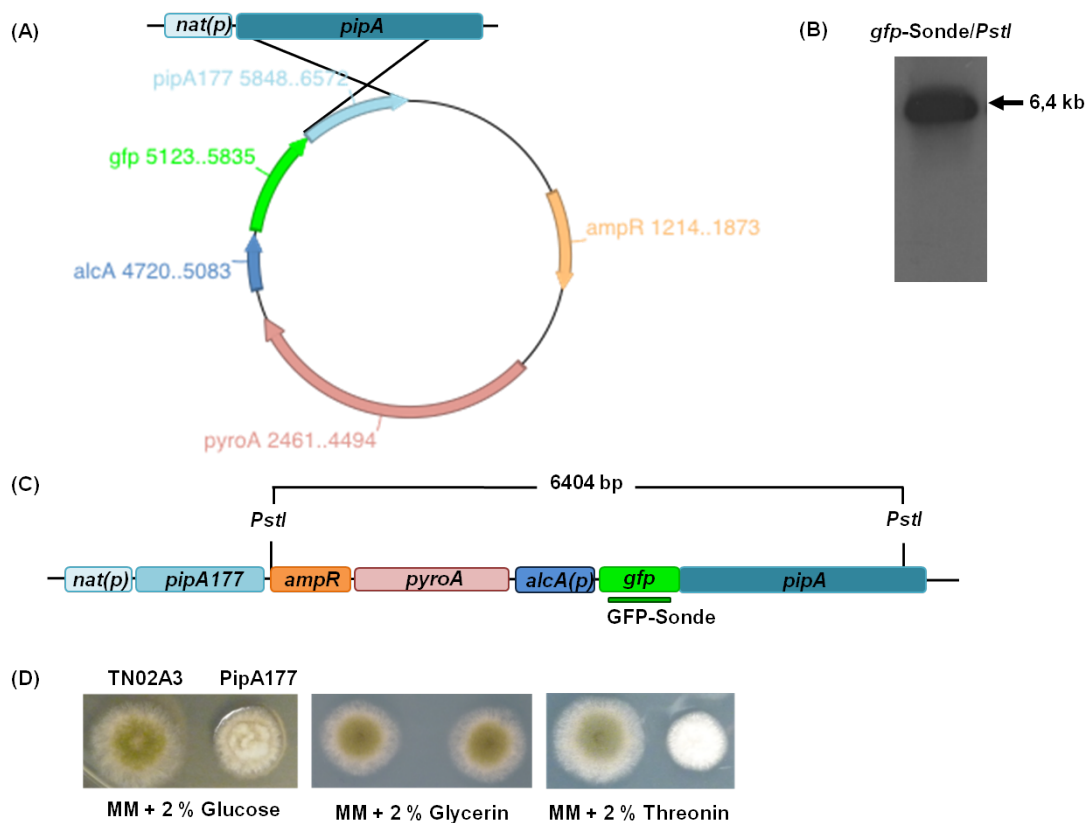 (A)
nat(p) pipA
pipA177 5848..6572
gfp 5123..5835
ampR 1214..1873
alcA 4720..5083
pyroA 2461..4494
(B)
gfp-Sonde/PstI
6,4 kb
(C)
6404 bp
PstI PstI
nat(p) pipA177 ampR pyroA alcA(p) gfp pipA
GFP-Sonde
(D)
TN02A3 PipA177
MM + 2 % Glucose MM + 2 % Glycerin MM + 2 % Threonin